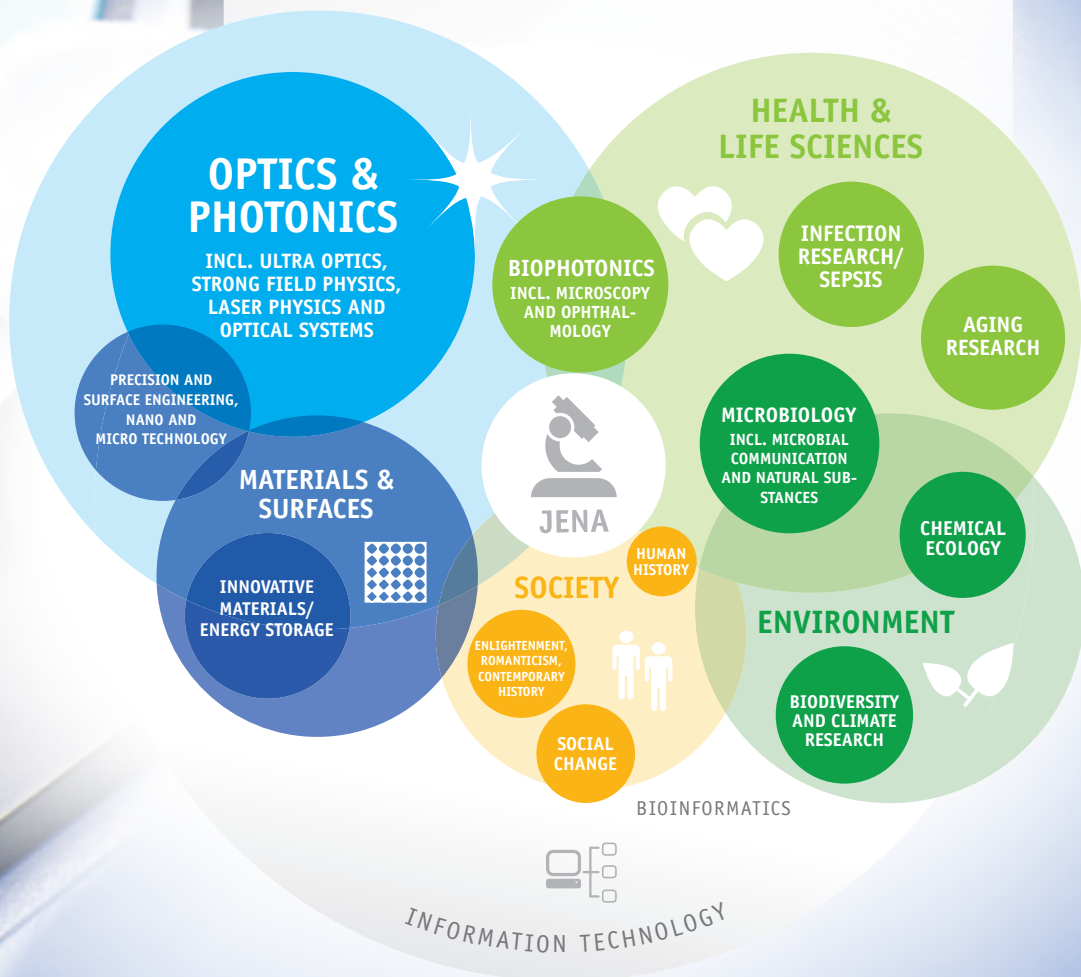 OPTICS &
PHOTONICS
INCL. ULTRA OPTICS,
STRONG FIELD PHYSICS,
LASER PHYSICS AND
OPTICAL SYSTEMS
PRECISION AND
SURFACE ENGINEERING,
NANO AND
MICRO TECHNOLOGY
MATERIALS &
SURFACES
INNOVATIVE
MATERIALS/
ENERGY STORAGE
HEALTH &
LIFE SCIENCES
BIOPHOTONICS
INCL. MICROSCOPY
AND OPHTHAL-
MOLOGY
INFECTION
RESEARCH/
SEPSIS
AGING
RESEARCH
MICROBIOLOGY
INCL. MICROBIAL
COMMUNICATION
AND NATURAL SUB-
STANCES
CHEMICAL
ECOLOGY
JENA
HUMAN
HISTORY
SOCIETY
ENLIGHTENMENT,
ROMANTICISM,
CONTEMPORARY
HISTORY
SOCIAL
CHANGE
ENVIRONMENT
BIODIVERSITY
AND CLIMATE
RESEARCH
BIOINFORMATICS
INFORMATION TECHNOLOGY